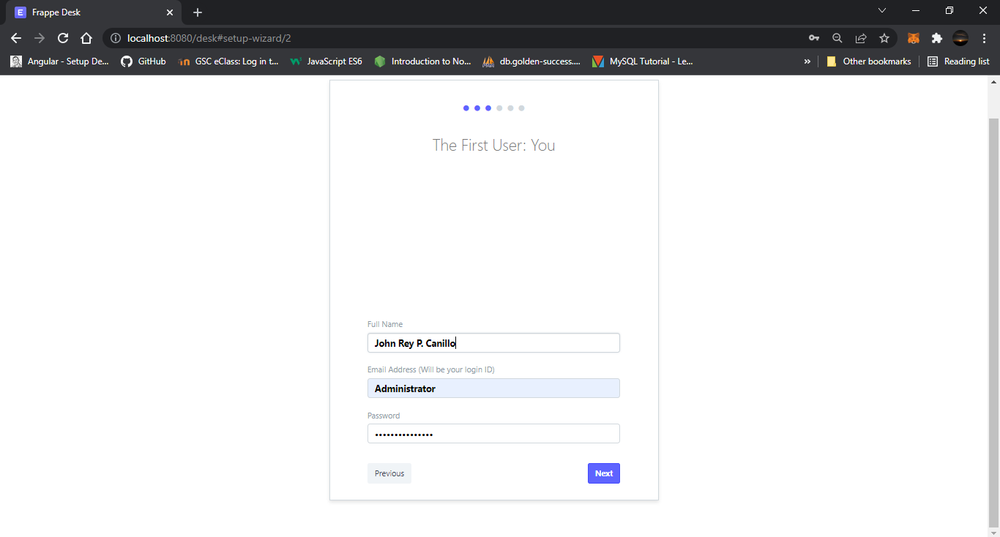 E Frappe Desk
localhost:8080/desk#setup-wizard/2
Angular - Setup De... GitHub GSC eClass: Log in t... JavaScript ES6 Introduction to No... db.golden-success.... MySQL Tutorial - Le... » Other bookmarks Reading list
The First User: You
Full Name
John Rey P. Canillo
Email Address (Will be your login ID)
Administrator
Password
•••••••••••••••
Previous Next